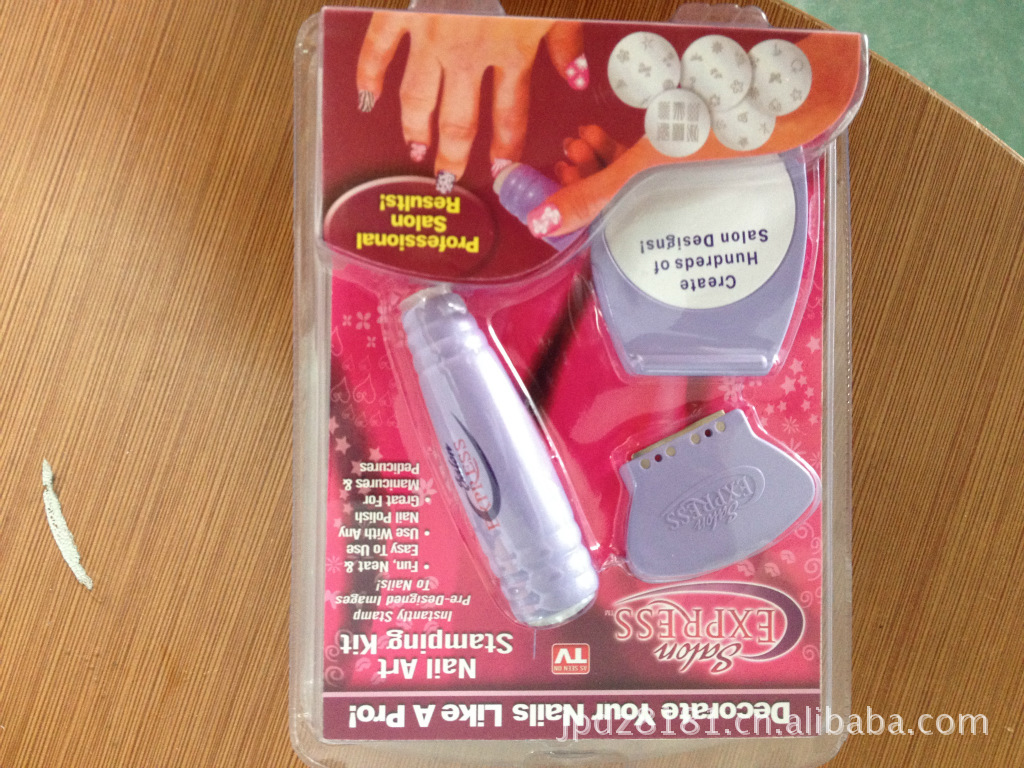 Decorate Your Nails Like A Pro!
Salon
EXPRESS™
AS SEEN ON
TV
Nail Art
Stamping Kit
Instantly Stamp
Pre-Designed Images
To Nails!
• Fun, Neat &
Easy To Use
• Use With Any
Nail Polish
• Great For
Manicures &
Pedicures
Salon
EXPRESS
Salon
EXPRESS
Create
Hundreds of
Salon Designs!
Professional
Salon
Results!
jpd28181.cn.alibaba.com